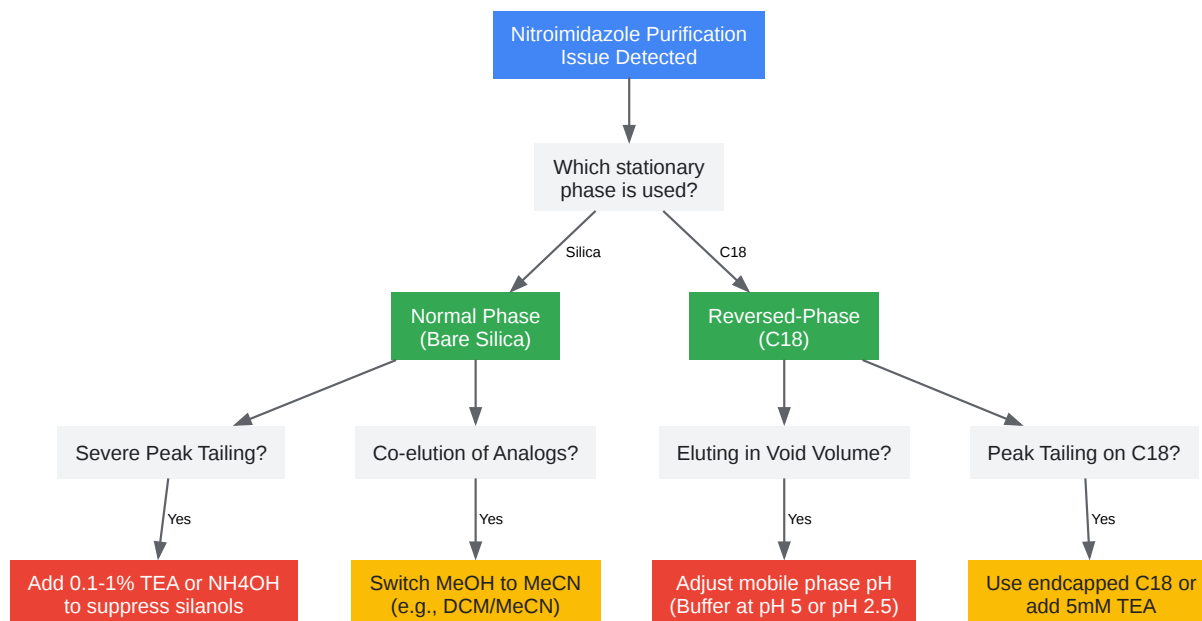 Nitroimidazole Purification
Issue Detected
Which stationary
phase is used?
Silica
C18
Normal Phase
(Bare Silica)
Reversed-Phase
(C18)
Severe Peak Tailing?
Co-elution of Analogs?
Eluting in Void Volume?
Peak Tailing on C18?
Yes
Yes
Yes
Yes
Add 0.1-1% TEA or NH4OH
to suppress silanols
Switch MeOH to MeCN
(e.g., DCM/MeCN)
Adjust mobile phase pH
(Buffer at pH 5 or pH 2.5)
Use endcapped C18 or
add 5mM TEA